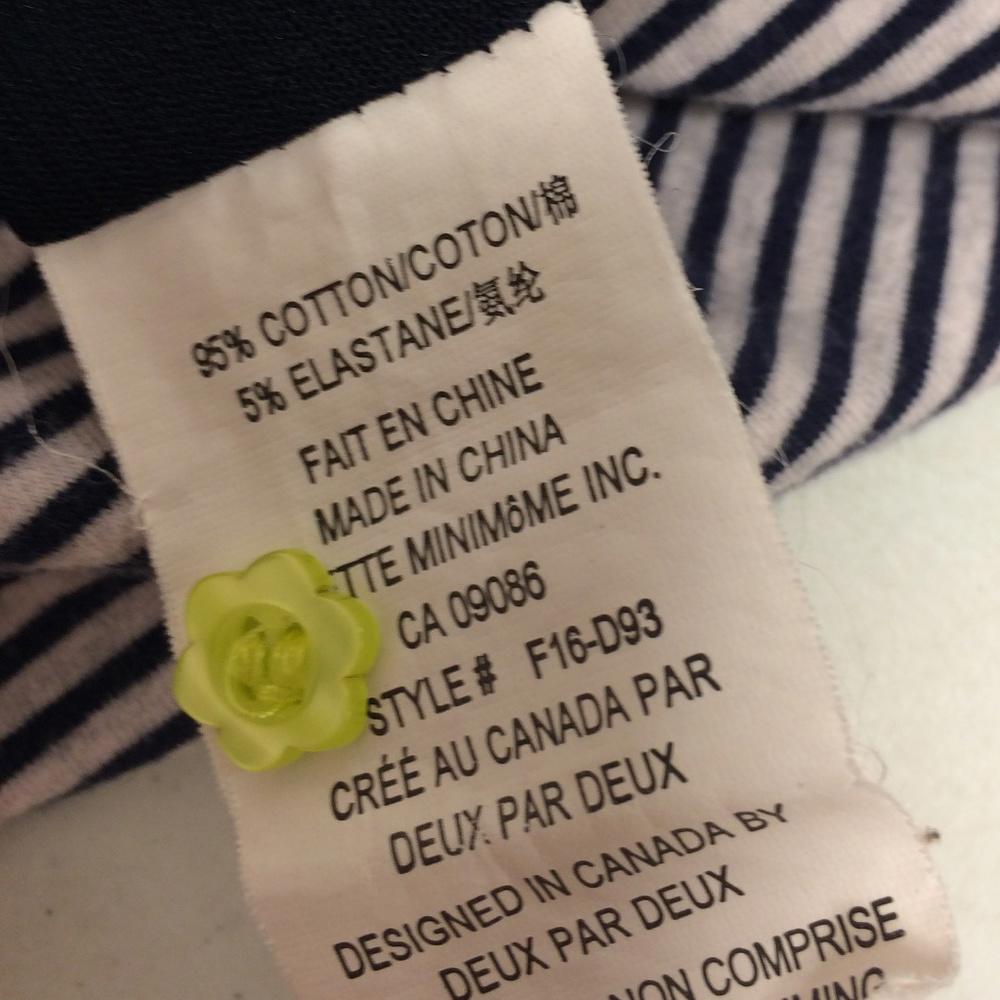 95% COTTON/COTON/棉
5% ELASTANE/氨纶
FAIT EN CHINE
MADE IN CHINA
MINIMôME INC.
CA 09086
STYLE # F16-D93
CRÉÉ AU CANADA PAR
DEUX PAR DEUX
DESIGNED IN CANADA BY
DEUX PAR DEUX
NON COMPRISE